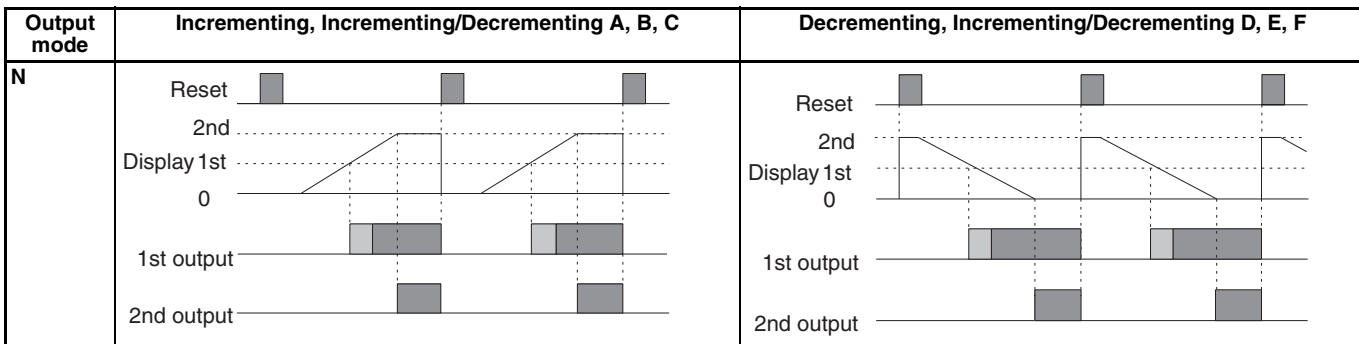 Output mode
Incrementing, Incrementing/Decrementing A, B, C
Decrementing, Incrementing/Decrementing D, E, F
N
Reset
2nd
Display 1st
0
1st output
2nd output
Reset
2nd
Display 1st
0
1st output
2nd output